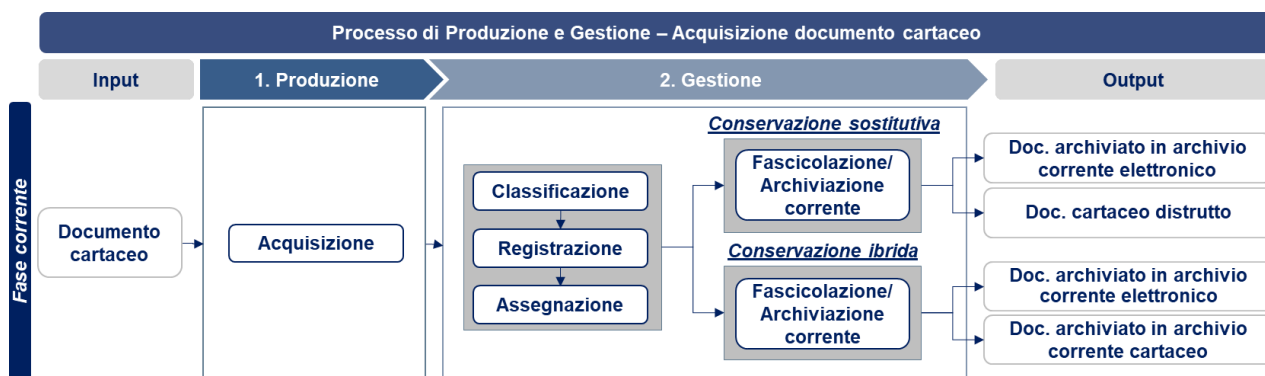 Processo di Produzione e Gestione – Acquisizione documento cartaceo
Input
1. Produzione
2. Gestione
Output
Fase corrente
Documento
cartaceo
Acquisizione
Classificazione
Registrazione
Assegnazione
Conservazione sostitutiva
Fascicolazione/
Archiviazione
corrente
Conservazione ibrida
Fascicolazione/
Archiviazione
corrente
Doc. archiviato in archivio
corrente elettronico
Doc. cartaceo distrutto
Doc. archiviato in archivio
corrente elettronico
Doc. archiviato in archivio
corrente cartaceo